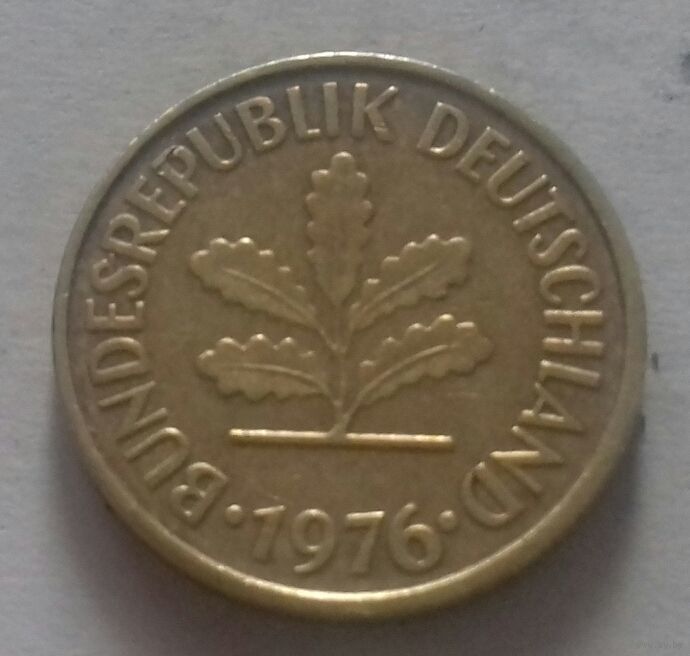 BUNDESREPUBLIK DEUTSCHLAND
· 1976 ·